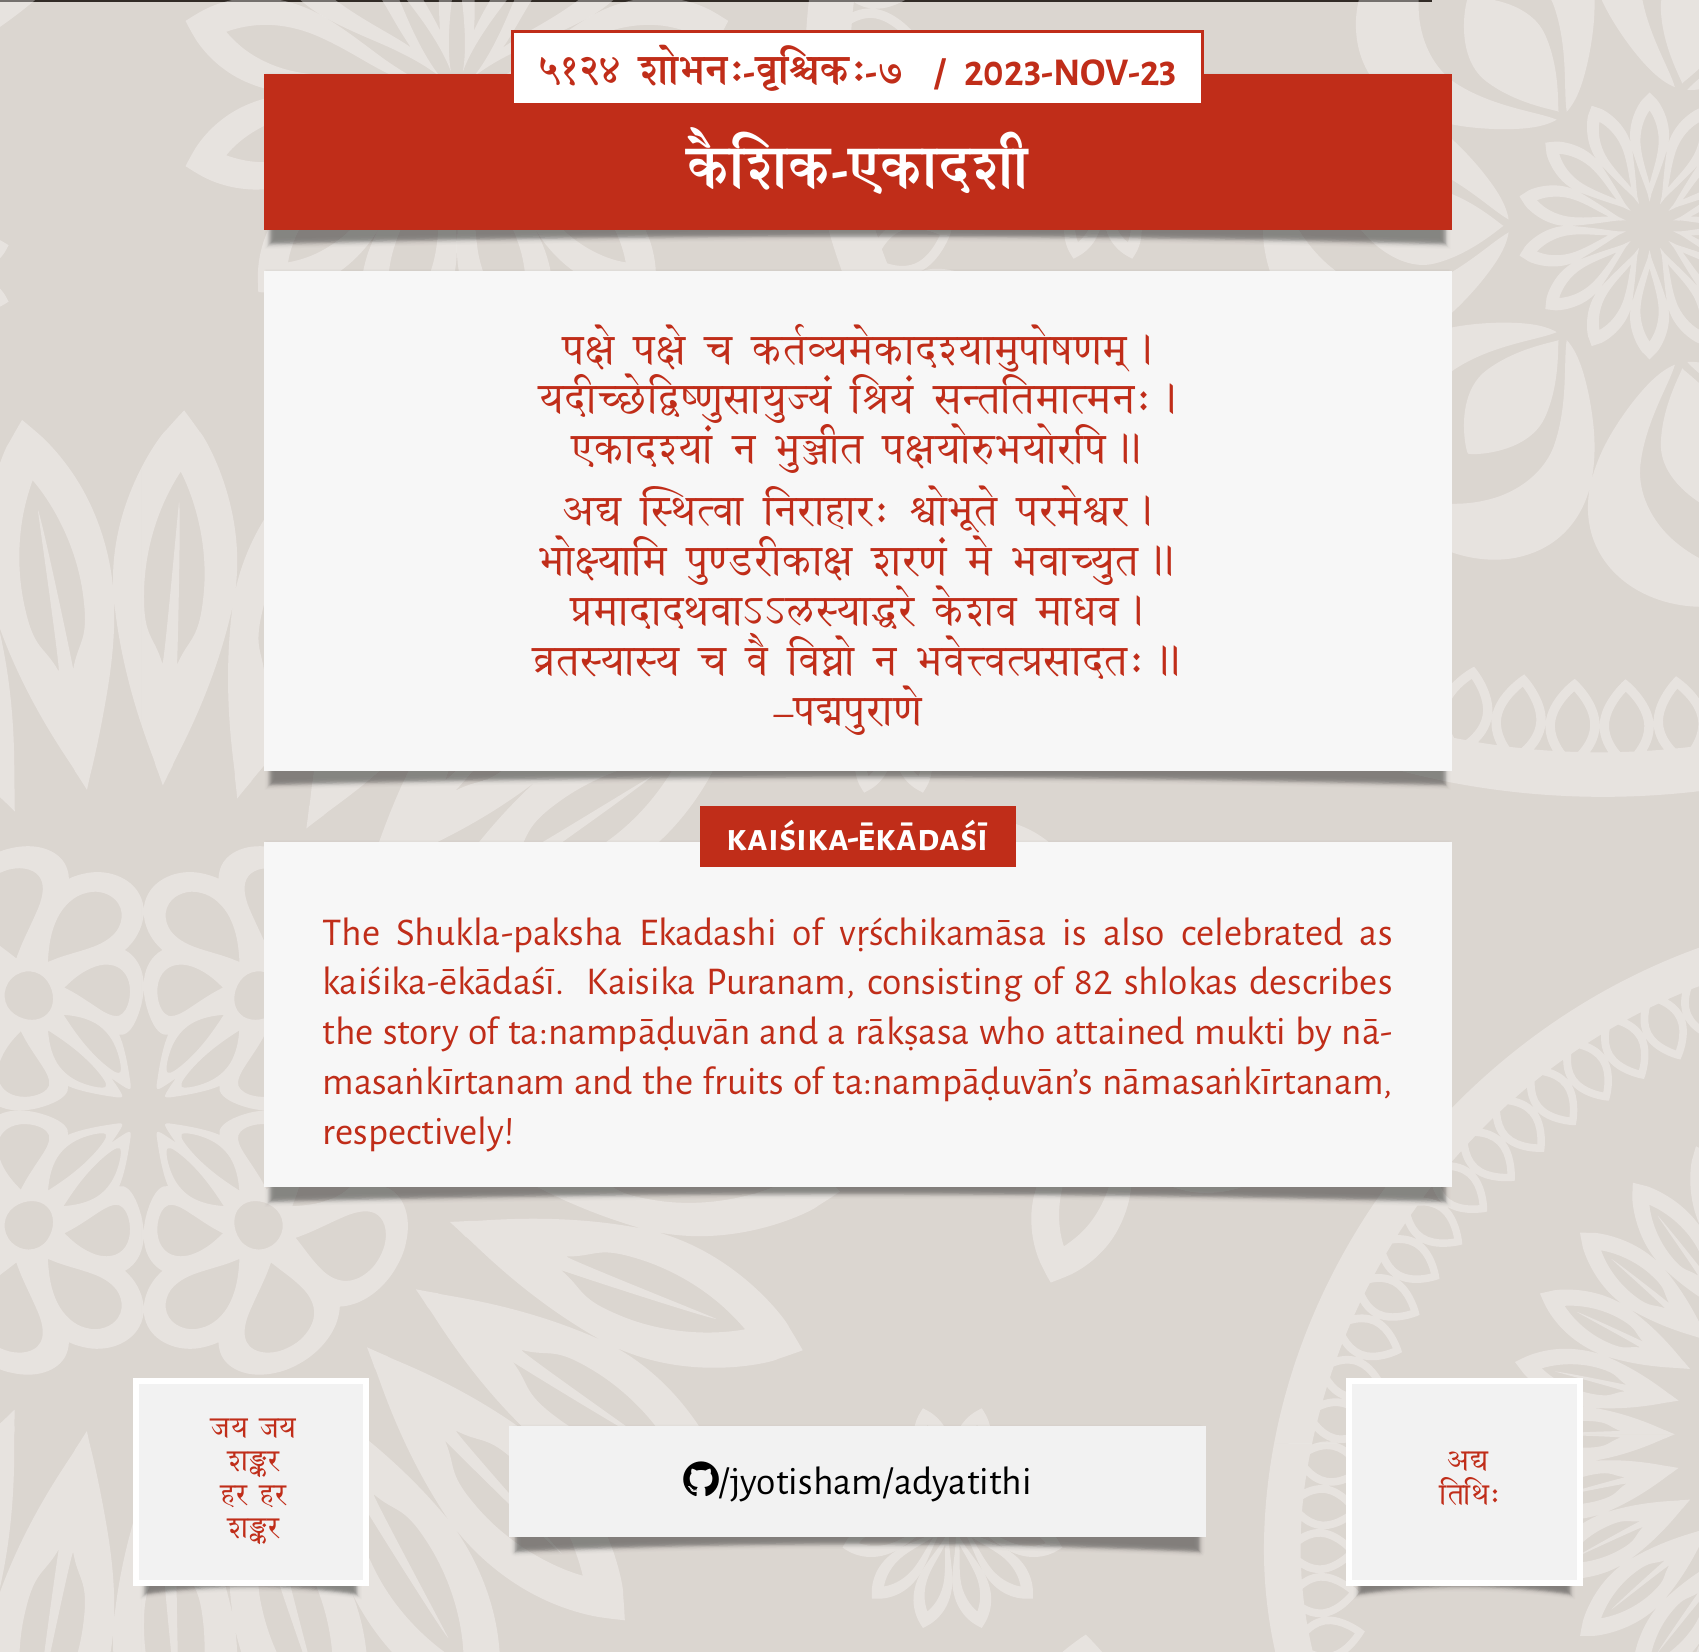 ५१२४ शोभनः-वृश्चिकः-७ / 2023-NOV-23
कैशिक-एकादशी
पक्षे पक्षे च कर्तव्यमेकादश्यामुपोषणम्।
यदीच्छेद्विष्णुसायुज्यं श्रियं सन्ततिमात्मनः।
एकादश्यां न भुञ्जीत पक्षयोरुभयोरपि॥
अद्य स्थित्वा निराहारः श्वोभूते परमेश्वर।
भोक्ष्यामि पुण्डरीकाक्ष शरणं मे भवाच्युत॥
प्रमादादथवाऽऽलस्याद्धरे केशव माधव।
व्रतस्यास्य च वै विघ्नो न भवेत्त्वत्प्रसादतः॥
–पद्मपुराणे
KAIŚIKA-ĒKĀDAŚĪ
The Shukla-paksha Ekadashi of vṛśchikamāsa is also celebrated as
kaiśika-ēkādaśī. Kaisika Puranam, consisting of 82 shlokas describes
the story of ta:nampāḍuvān and a rākṣasa who attained mukti by nā-
masaṅkīrtanam and the fruits of ta:nampāḍuvān’s nāmasaṅkīrtanam,
respectively!
जय जय
शङ्कर
हर हर
शङ्कर
/jyotisham/adyatithi
अद्य
तिथिः